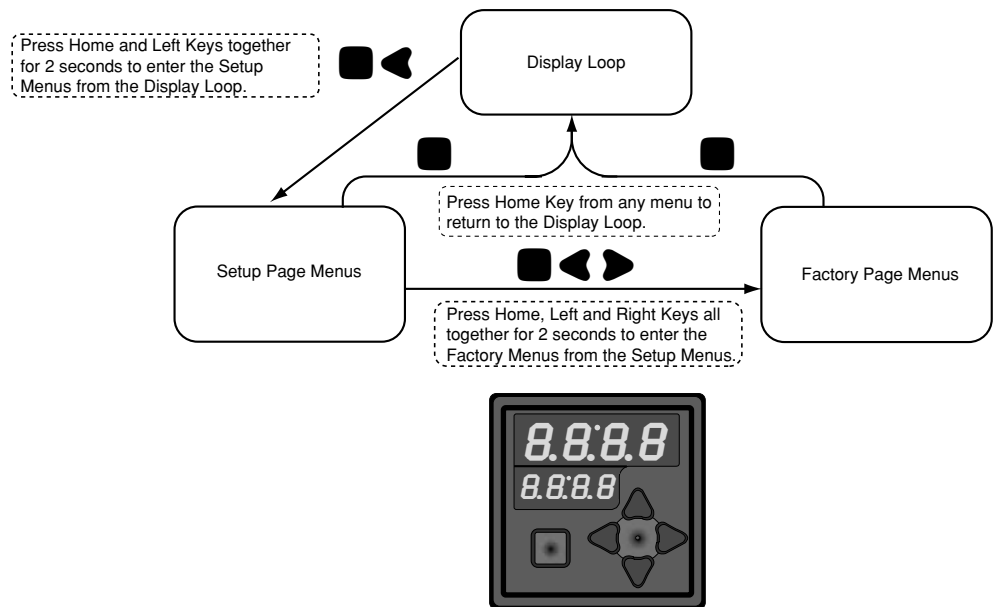 Press Home and Left Keys together
for 2 seconds to enter the Setup
Menus from the Display Loop.
Display Loop
Press Home Key from any menu to
return to the Display Loop.
Setup Page Menus
Factory Page Menus
Press Home, Left and Right Keys all
together for 2 seconds to enter the
Factory Menus from the Setup Menus.
8.8:8.8
8.8:8.8